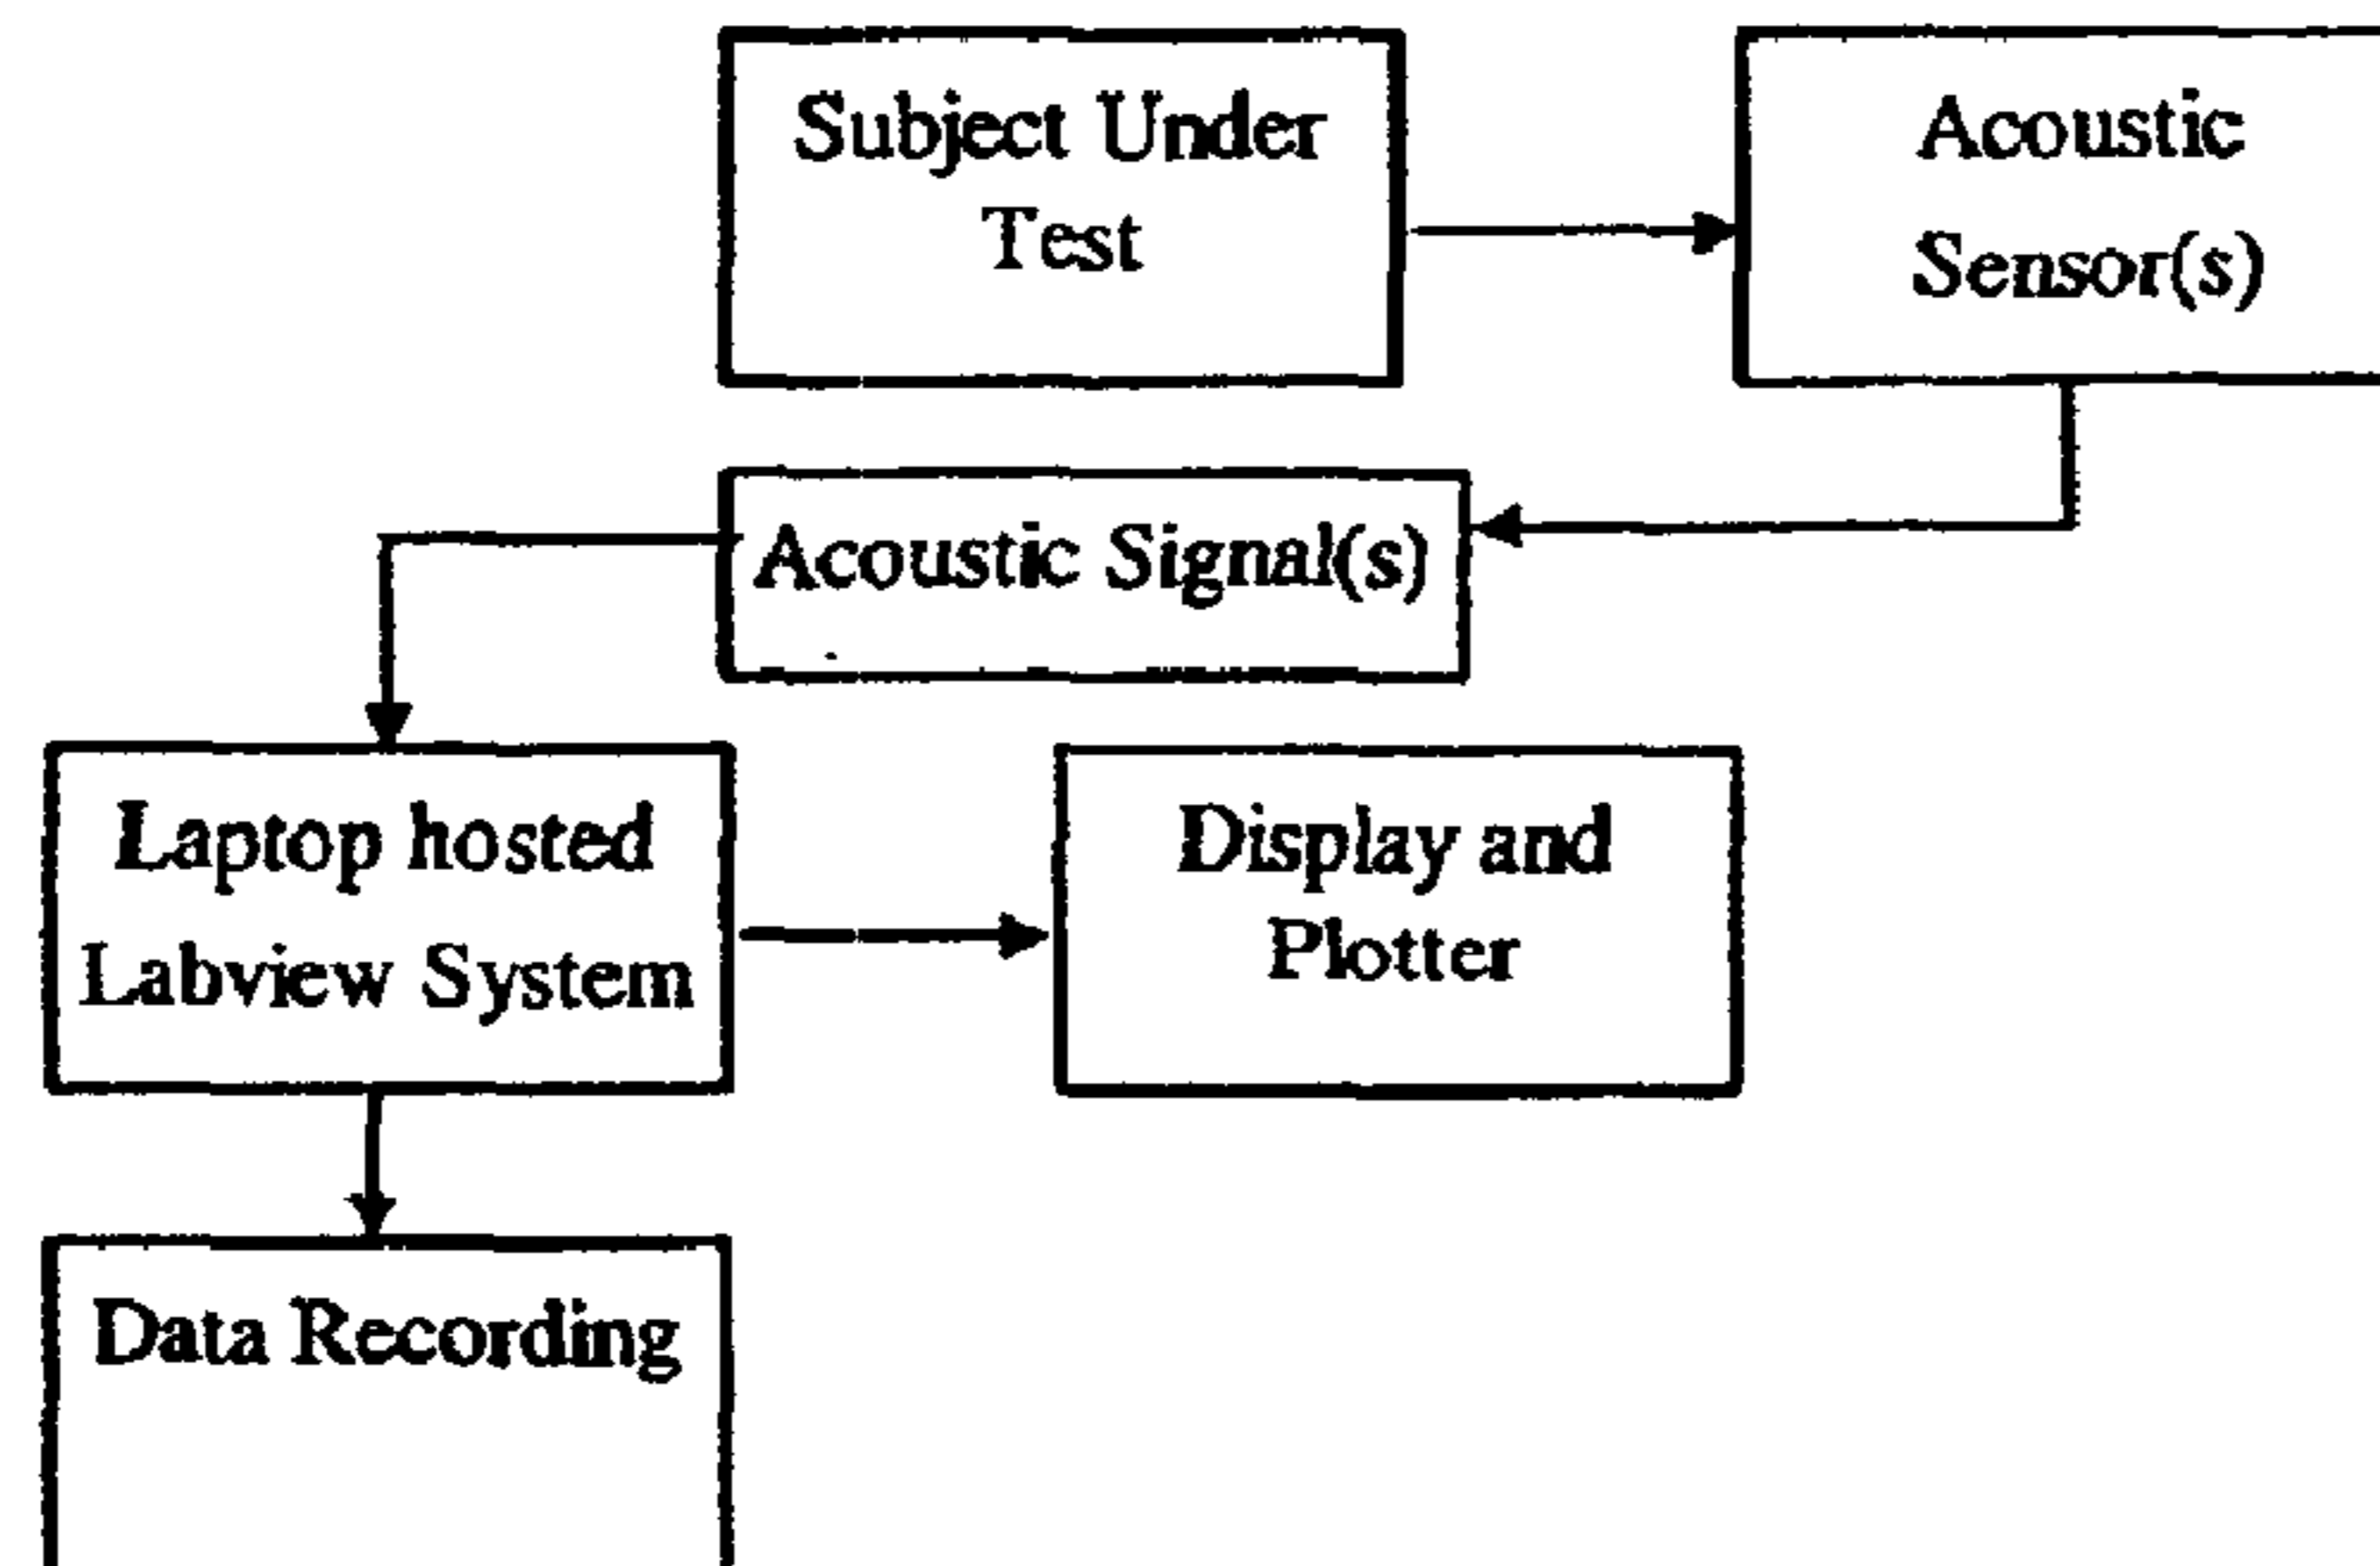 Subject Under
Test
Acoustic
Sensor(s)
Acoustic Signal(s)
Laptop hosted
Labview System
Display and
Plotter
Data Recording